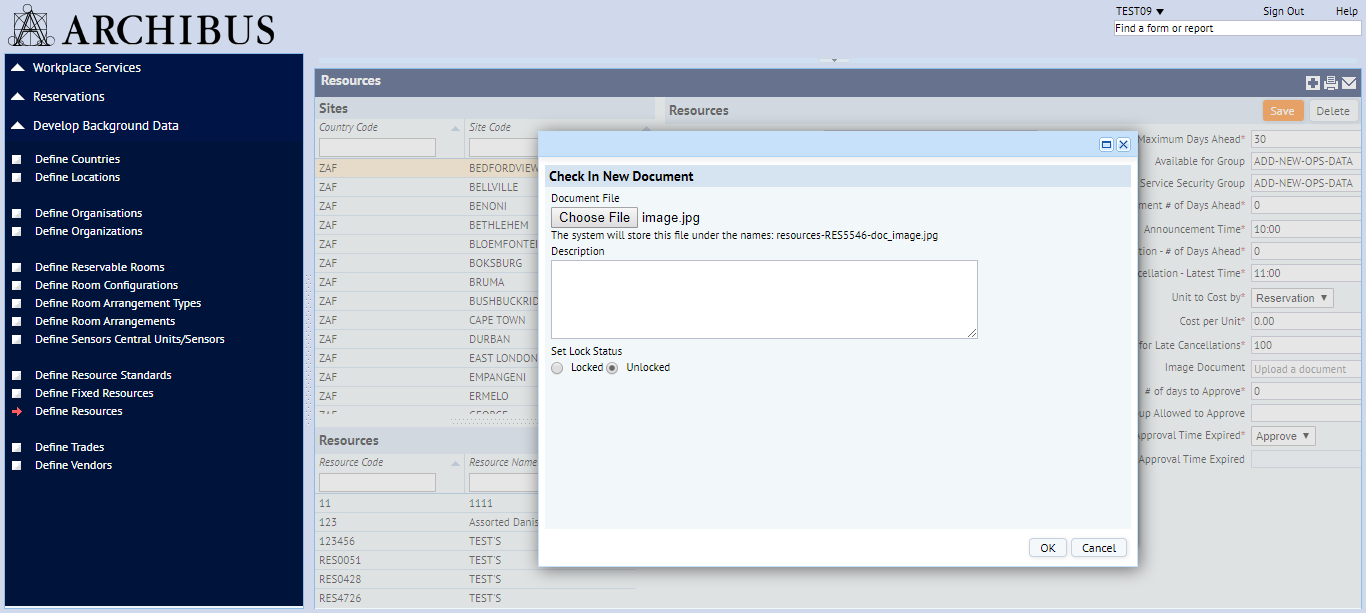 ARCHIBUS
TEST09 ▼ Sign Out Help
Find a form or report
Workplace Services
Reservations
Develop Background Data
Define Countries
Define Locations
Define Organisations
Define Organizations
Define Reservable Rooms
Define Room Configurations
Define Room Arrangement Types
Define Room Arrangements
Define Sensors Central Units/Sensors
Define Resource Standards
Define Fixed Resources
Define Resources
Define Trades
Define Vendors
Resources
Sites
Country Code Site Code
ZAF BEDFORDVIEW
ZAF BELLVILLE
ZAF BENONI
ZAF BETHLEHEM
ZAF BLOEMFONTEI
ZAF BOKSBURG
ZAF BRUMA
ZAF BUSHBUCKRID
ZAF CAPE TOWN
ZAF DURBAN
ZAF EAST LONDON
ZAF EMPANGENI
ZAF ERMELO
ZAF GEORGE
Resources
Resource Code Resource Name
11 1111
123 Assorted Danis
123456 TEST'S
RES0051 TEST'S
RES0428 TEST'S
RES4726 TEST'S
Resources Save Delete
Maximum Days Ahead* 30
Available for Group ADD-NEW-OPS-DATA
Service Security Group ADD-NEW-OPS-DATA
ment # of Days Ahead* 0
Announcement Time* 10:00
tion - # of Days Ahead* 0
cellation - Latest Time* 11:00
Unit to Cost by* Reservation ▼
Cost per Unit* 0.00
for Late Cancellations* 100
Image Document Upload a document
# of days to Approve* 0
up Allowed to Approve
Approval Time Expired* Approve ▼
Approval Time Expired
Check In New Document
Document File
Choose File image.jpg
The system will store this file under the names: resources-RES5546-doc_image.jpg
Description
Set Lock Status
Locked Unlocked
OK Cancel